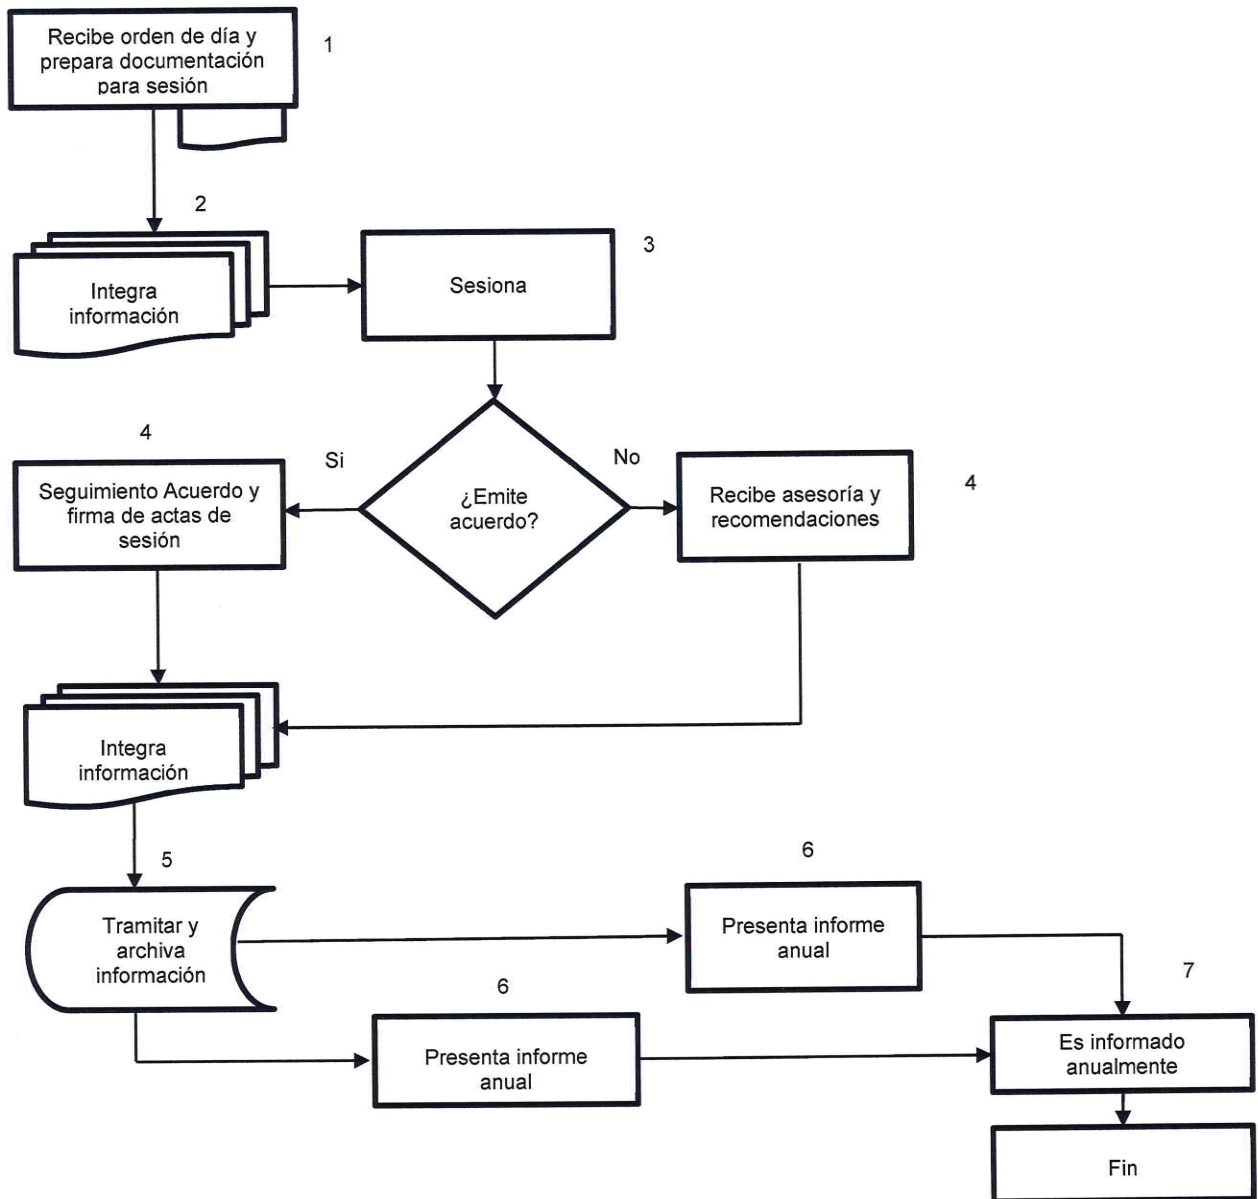 Recibe orden de día y
prepara documentación
para sesión
1
2
Integra
información
Sesiona
3
4
Si
No
Seguimiento Acuerdo y
firma de actas de
sesión
¿Emite
acuerdo?
Recibe asesoría y
recomendaciones
4
Integra
información
5
6
Tramitar y
archiva
información
Presenta informe
anual
7
6
Presenta informe
anual
Es informado
anualmente
Fin